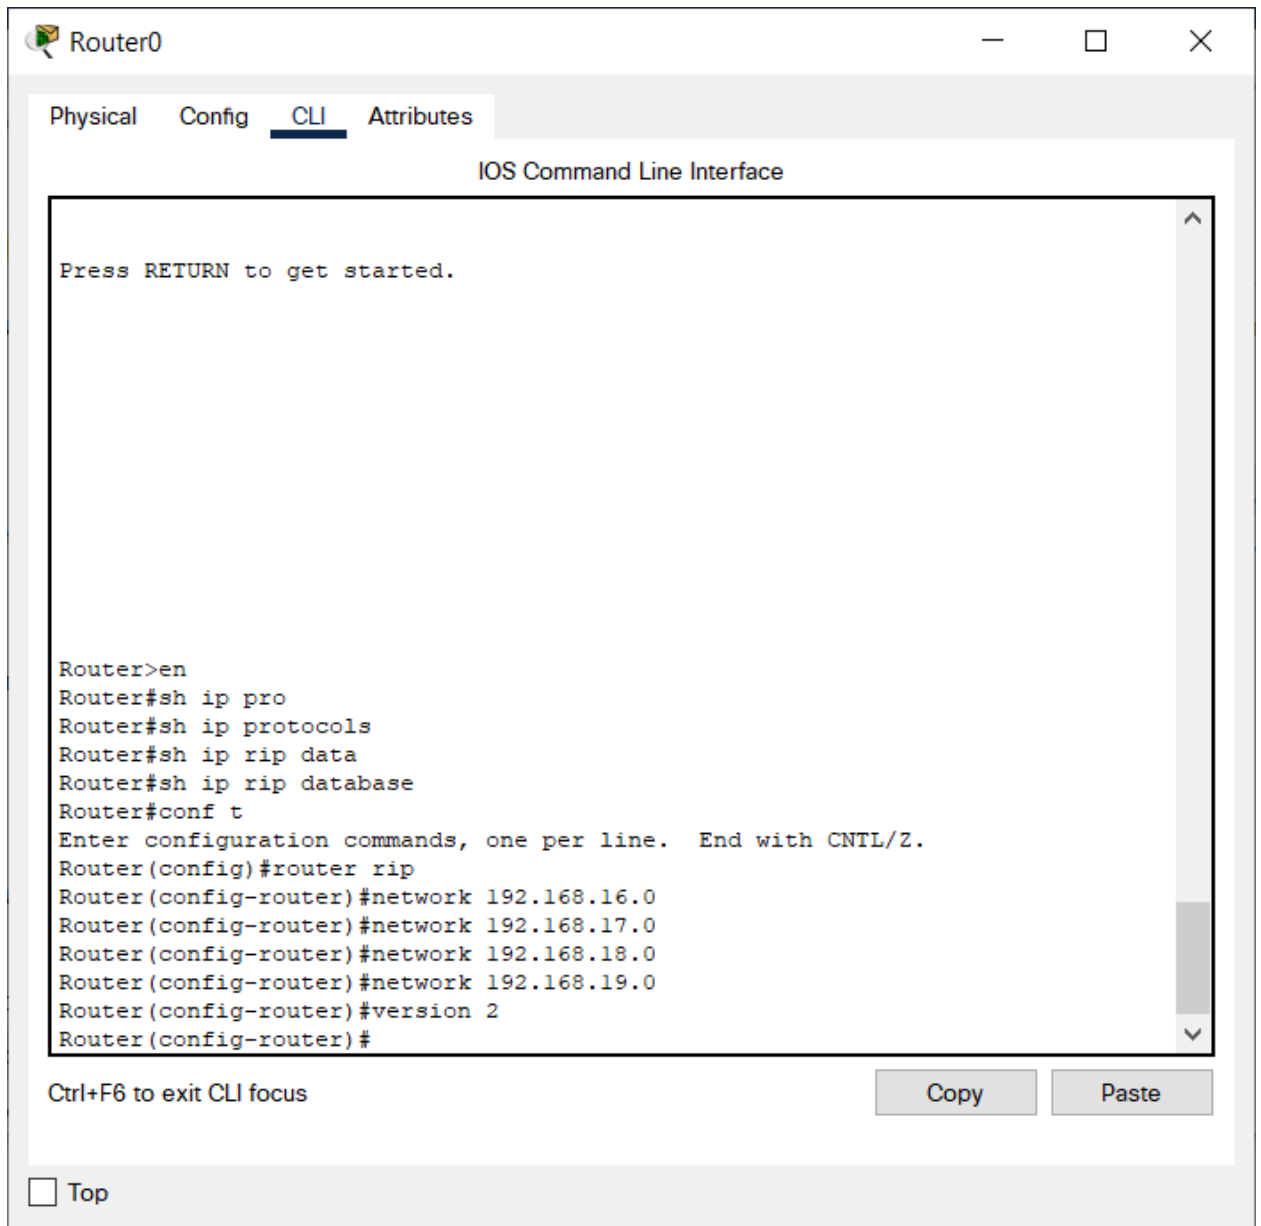 Router0
Physical Config CLI Attributes
IOS Command Line Interface
Press RETURN to get started.
Router>en
Router#sh ip pro
Router#sh ip protocols
Router#sh ip rip data
Router#sh ip rip database
Router#conf t
Enter configuration commands, one per line.  End with CNTL/Z.
Router(config)#router rip
Router(config-router)#network 192.168.16.0
Router(config-router)#network 192.168.17.0
Router(config-router)#network 192.168.18.0
Router(config-router)#network 192.168.19.0
Router(config-router)#version 2
Router(config-router)#
Ctrl+F6 to exit CLI focus
Copy Paste
Top